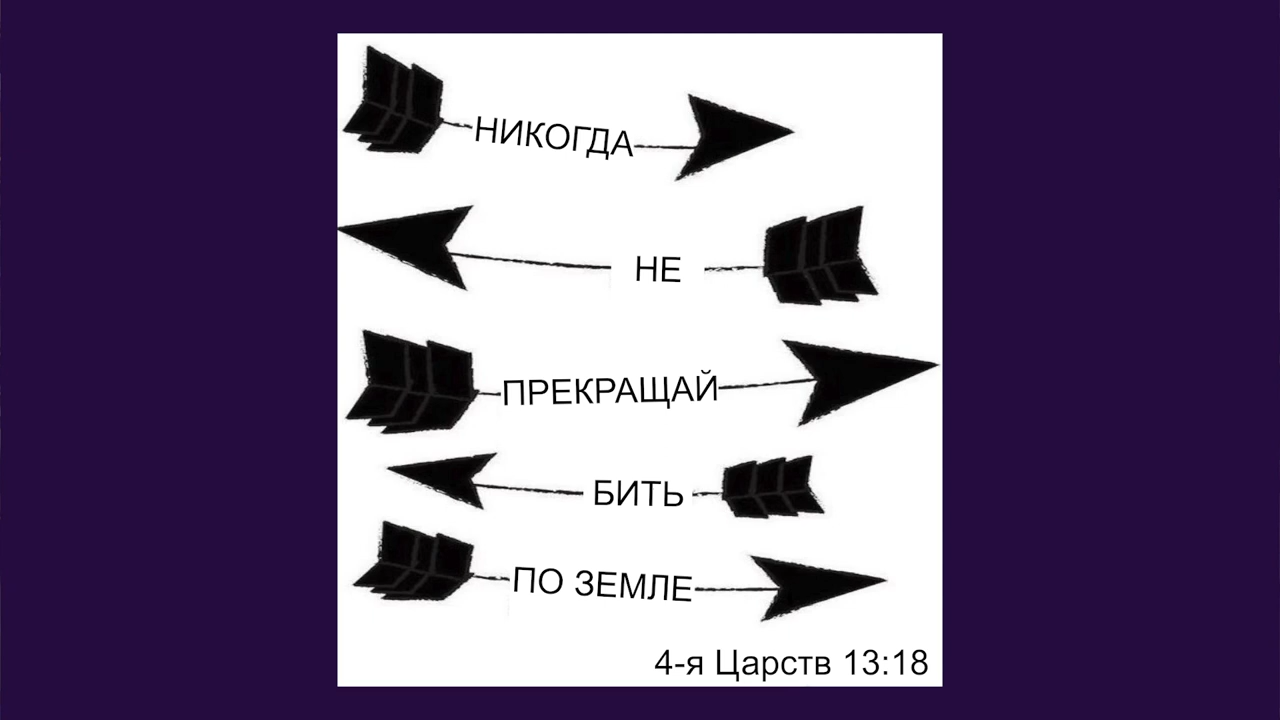 НИКОГДА
НЕ
ПРЕКРАЩАЙ
БИТЬ
ПО ЗЕМЛЕ
4-я Царств 13:18